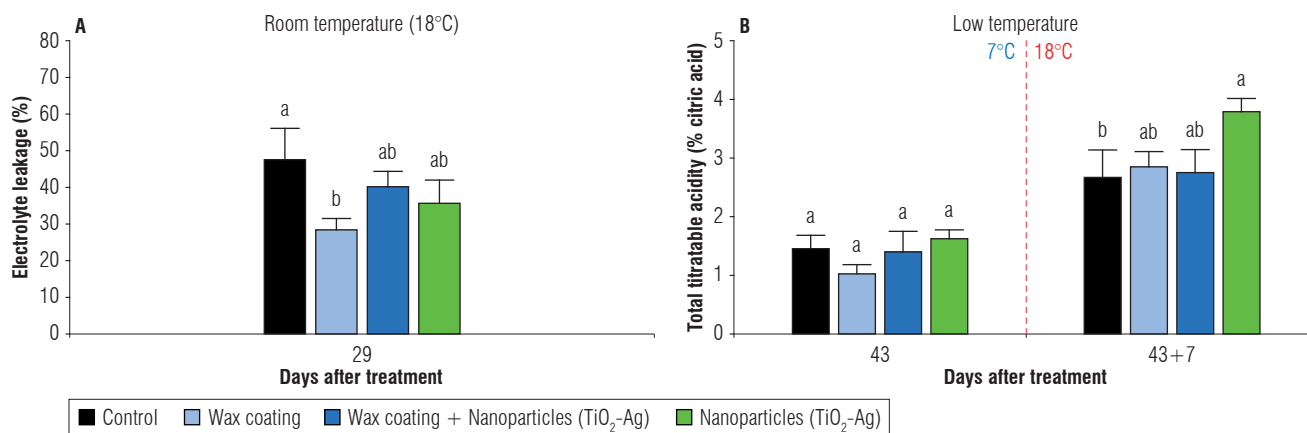 A
Room temperature (18°C)
Electrolyte leakage (%)
80
70
60
50
40
30
20
10
0
a
b
ab
ab
29
Days after treatment
B
Low temperature
7°C 18°C
Total titratable acidity (% citric acid)
5
4
3
2
1
0
a
a
a
a
b
ab
ab
a
43
43+7
Days after treatment
Control
Wax coating
Wax coating + Nanoparticles (TiO₂-Ag)
Nanoparticles (TiO₂-Ag)